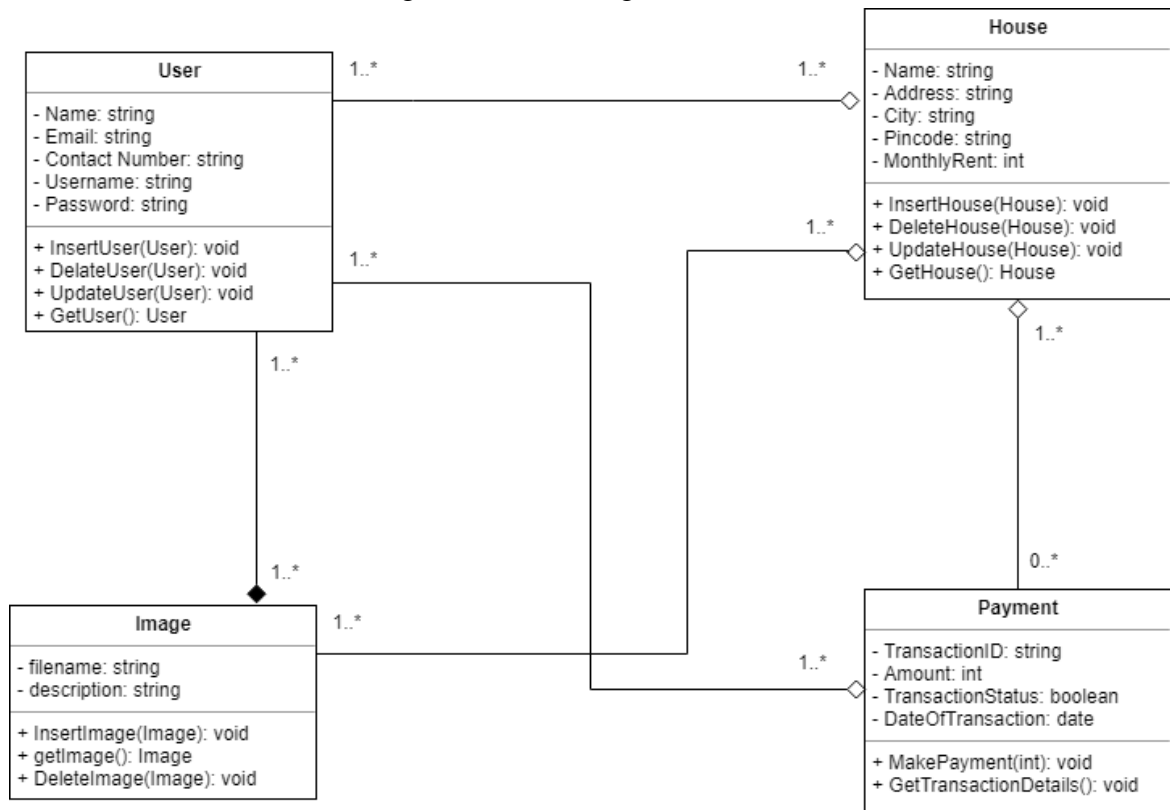 User
- Name: string
- Email: string
- Contact Number: string
- Username: string
- Password: string
+ InsertUser(User): void
+ DelateUser(User): void
+ UpdateUser(User): void
+ GetUser(): User
1..*
1..*
House
- Name: string
- Address: string
- City: string
- Pincode: string
- MonthlyRent: int
+ InsertHouse(House): void
+ DeleteHouse(House): void
+ UpdateHouse(House): void
+ GetHouse(): House
1..*
1..*
1..*
1..*
1..*
0..*
Image
- filename: string
- description: string
+ InsertImage(Image): void
+ getImage(): Image
+ DeleteImage(Image): void
1..*
1..*
Payment
- TransactionID: string
- Amount: int
- TransactionStatus: boolean
- DateOfTransaction: date
+ MakePayment(int): void
+ GetTransactionDetails(): void